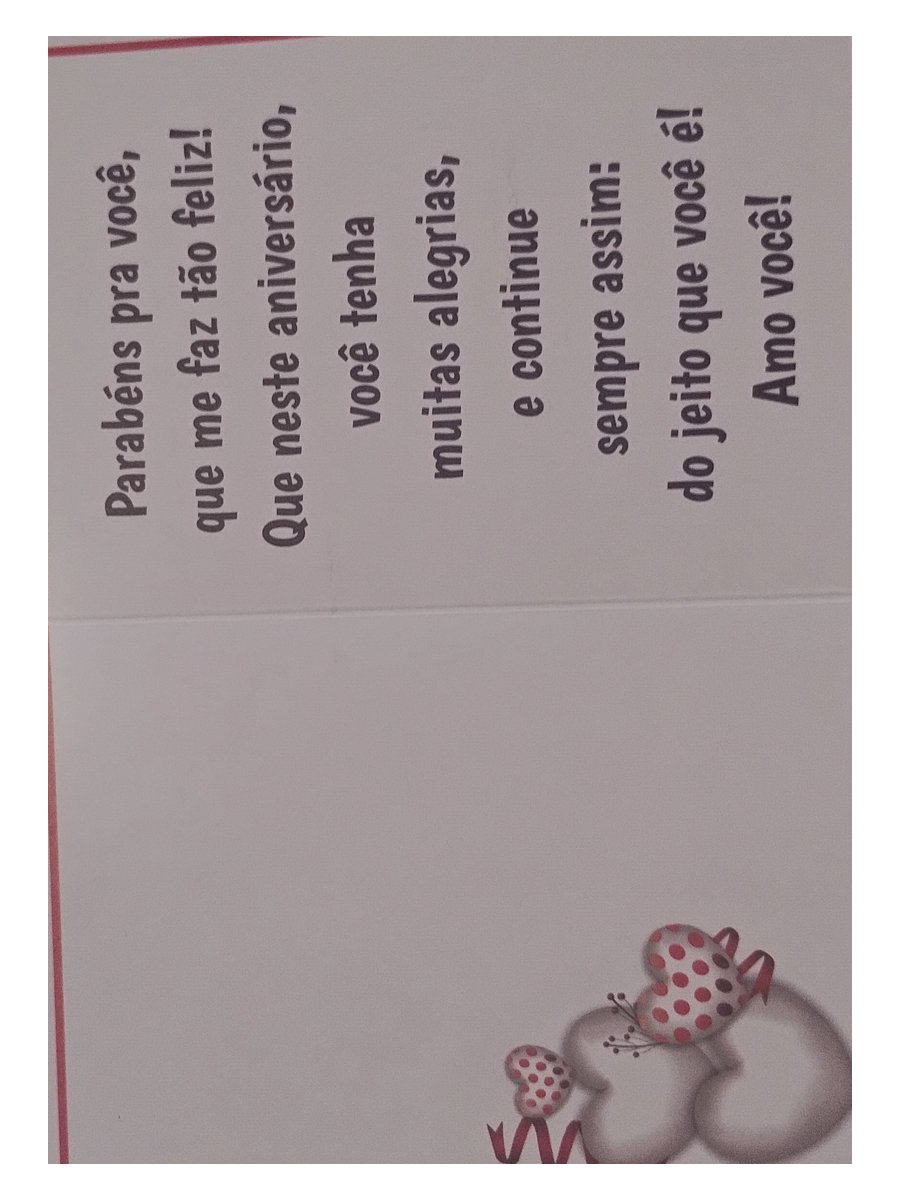 Parabéns pra você,
que me faz tão feliz!
Que neste aniversário,
você tenha
muitas alegrias,
e continue
sempre assim:
do jeito que você é!
Amo você!